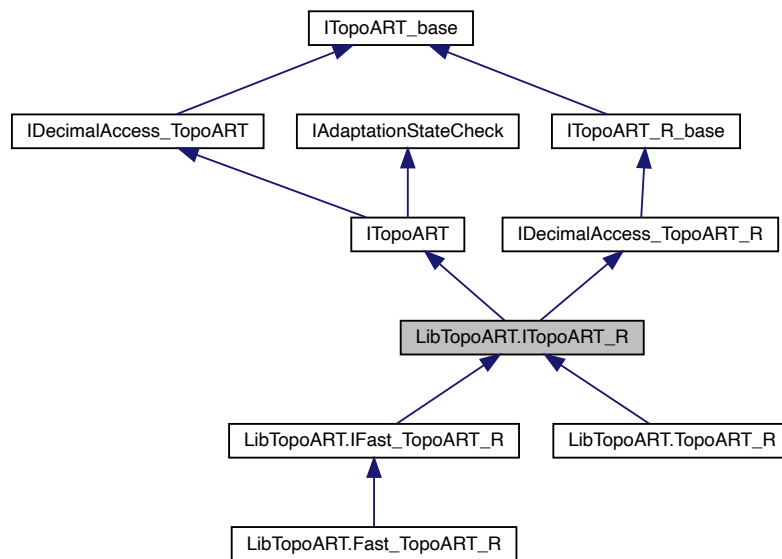 ITopoART_base
IDecimalAccess_TopoART
IAdaptationStateCheck
ITopoART_R_base
ITopoART
IDecimalAccess_TopoART_R
LibTopoART.ITopoART_R
LibTopoART.IFast_TopoART_R
LibTopoART.TopoART_R
LibTopoART.Fast_TopoART_R